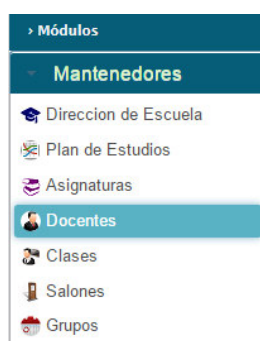 › Módulos
Mantenedores
Direccion de Escuela
Plan de Estudios
Asignaturas
Docentes
Clases
Salones
Grupos